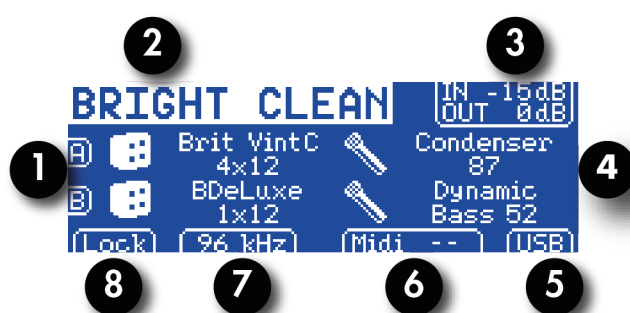 2
3
BRIGHT CLEAN
IN -15dB
OUT 0dB
1
A
Brit VintC
4x12
Condenser
87
4
B
BDeLuxe
1x12
Dynamic
Bass 52
Lock
96 kHz
Midi --
USB
8
7
6
5